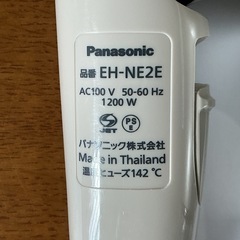 Panasonic
品番 EH-NE2E
AC100 V 50-60 Hz
1200 W
S JET PS E
パナソニック株式会社
Made in Thailand
温度ヒューズ142 ℃